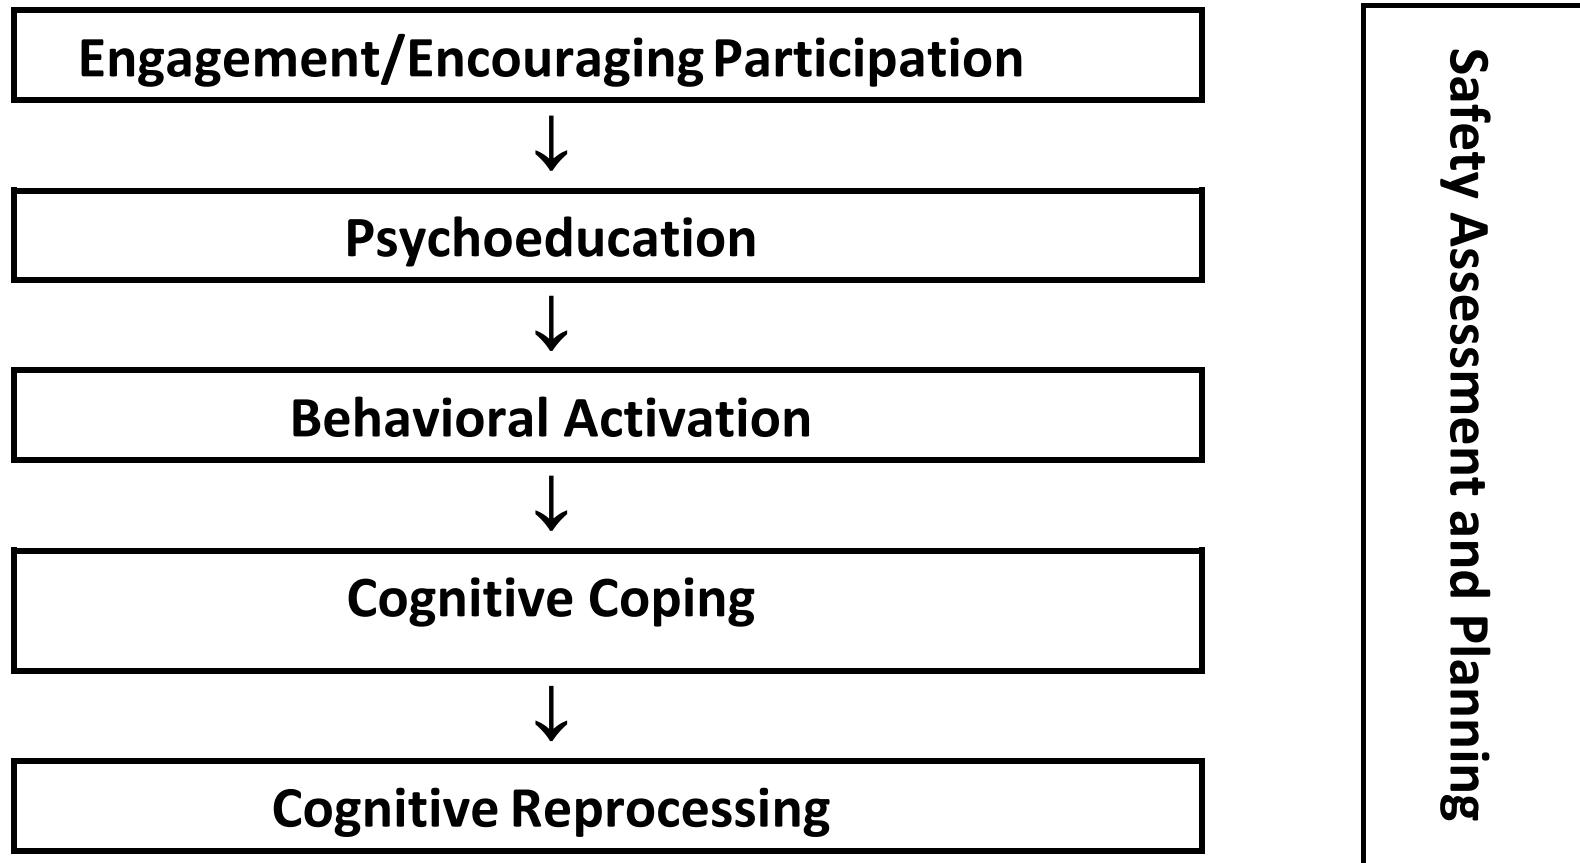 Engagement/Encouraging Participation
↓
Psychoeducation
↓
Behavioral Activation
↓
Cognitive Coping
↓
Cognitive Reprocessing
Safety Assessment and Planning